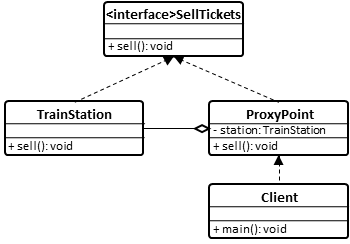 <interface>SellTickets
+ sell(): void
TrainStation
+ sell(): void
ProxyPoint
- station: TrainStation
+ sell(): void
Client
+ main(): void